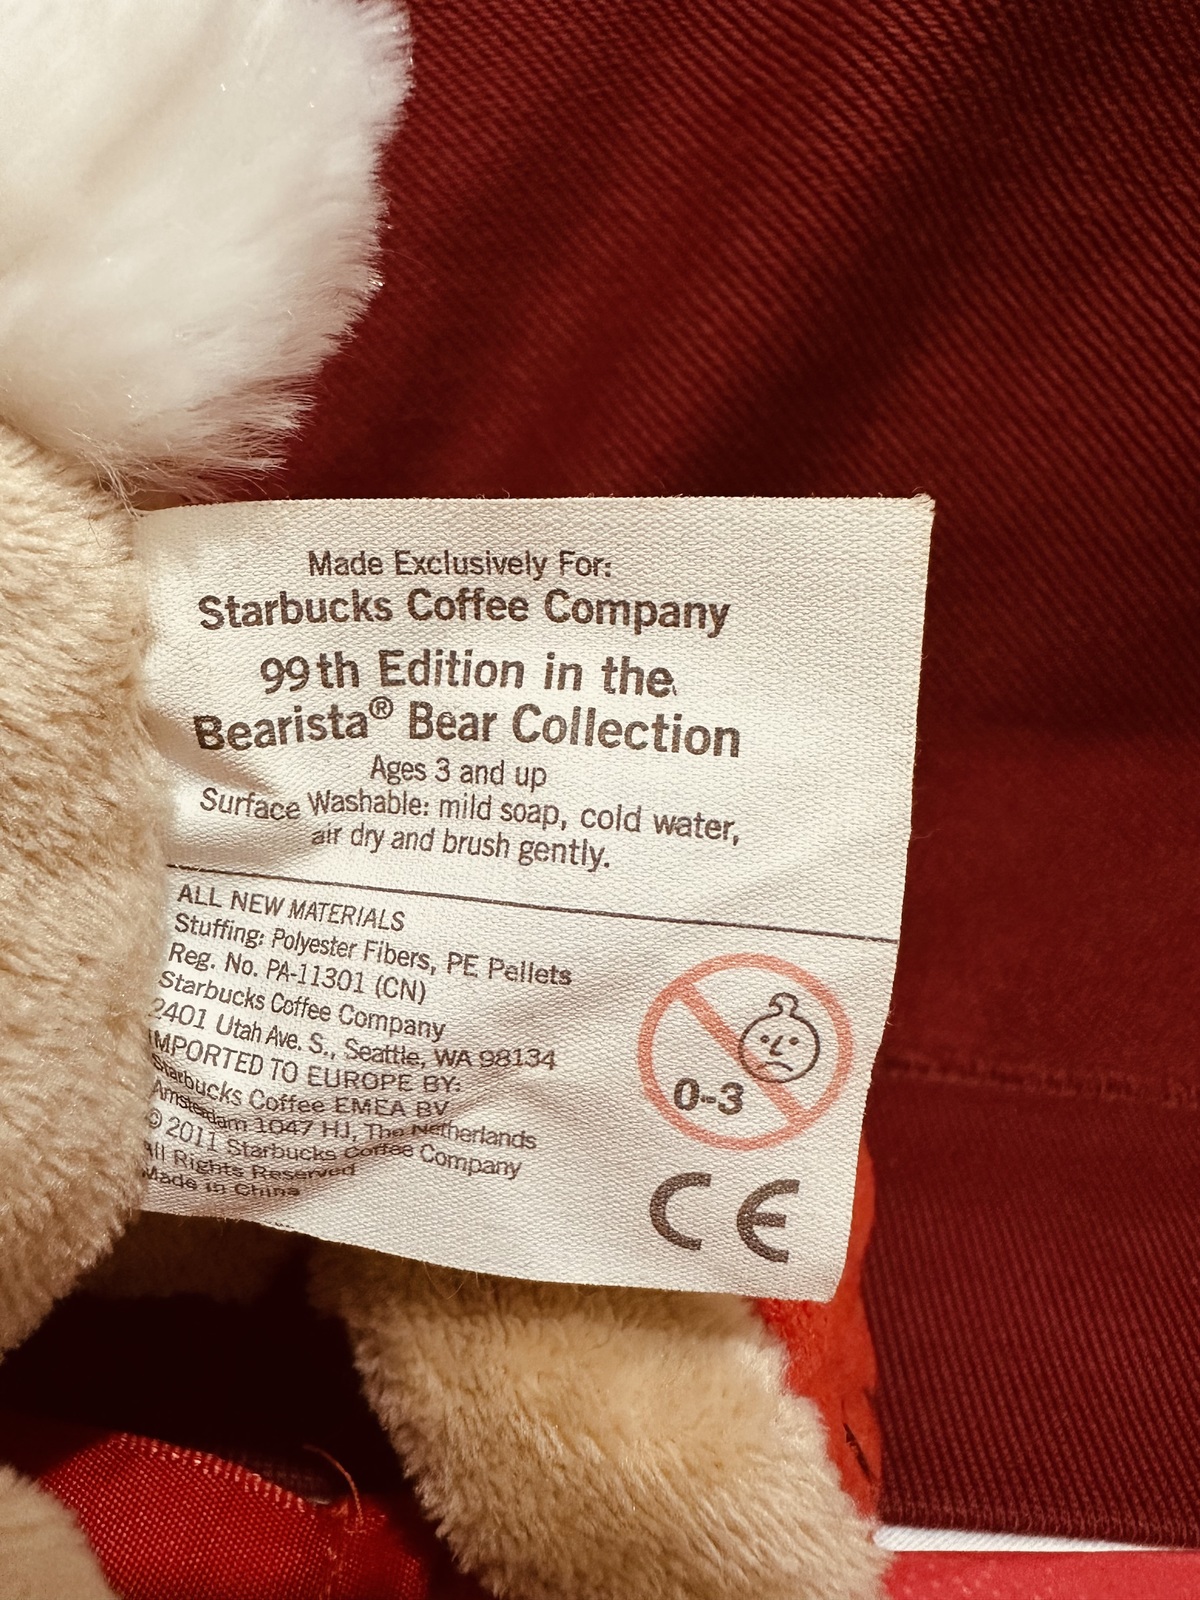 Made Exclusively For:
Starbucks Coffee Company
99th Edition in the
Bearista® Bear Collection
Ages 3 and up
Surface Washable: mild soap, cold water,
air dry and brush gently.
ALL NEW MATERIALS
Stuffing: Polyester Fibers, PE Pellets
Reg. No. PA-11301 (CN)
Starbucks Coffee Company
2401 Utah Ave. S., Seattle, WA 98134
IMPORTED TO EUROPE BY:
Starbucks Coffee EMEA BV
Amsterdam 1047 HJ, The Netherlands
© 2011 Starbucks Coffee Company
All Rights Reserved
Made in China
0-3
CE